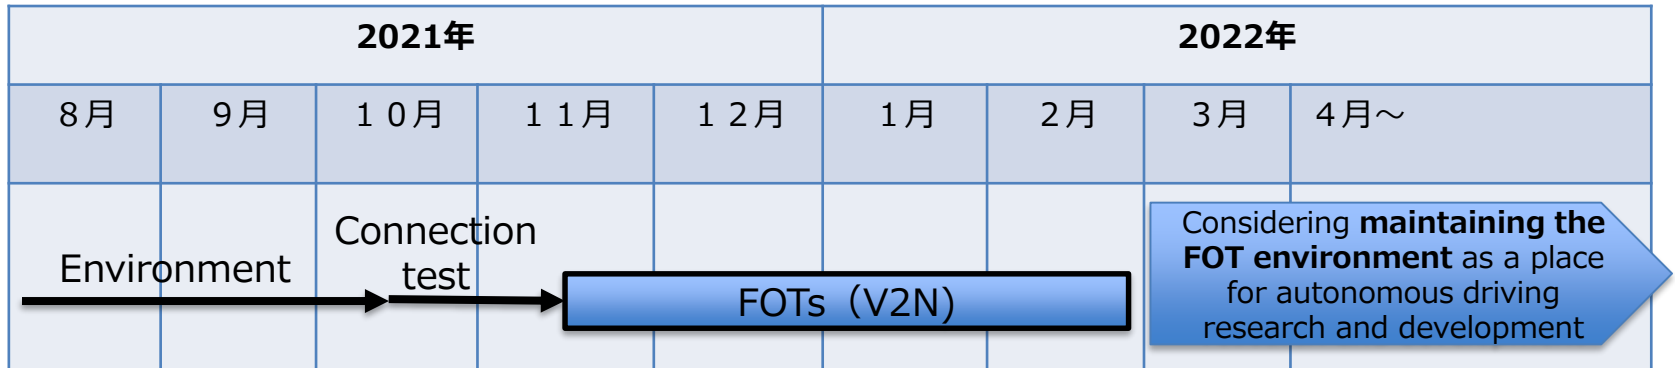 2021年
2022年
８月
９月
１０月
１１月
１２月
１月
２月
３月
４月～
Environment
Connection
test
FOTs（V2N）
Considering maintaining the
FOT environment as a place
for autonomous driving
research and development